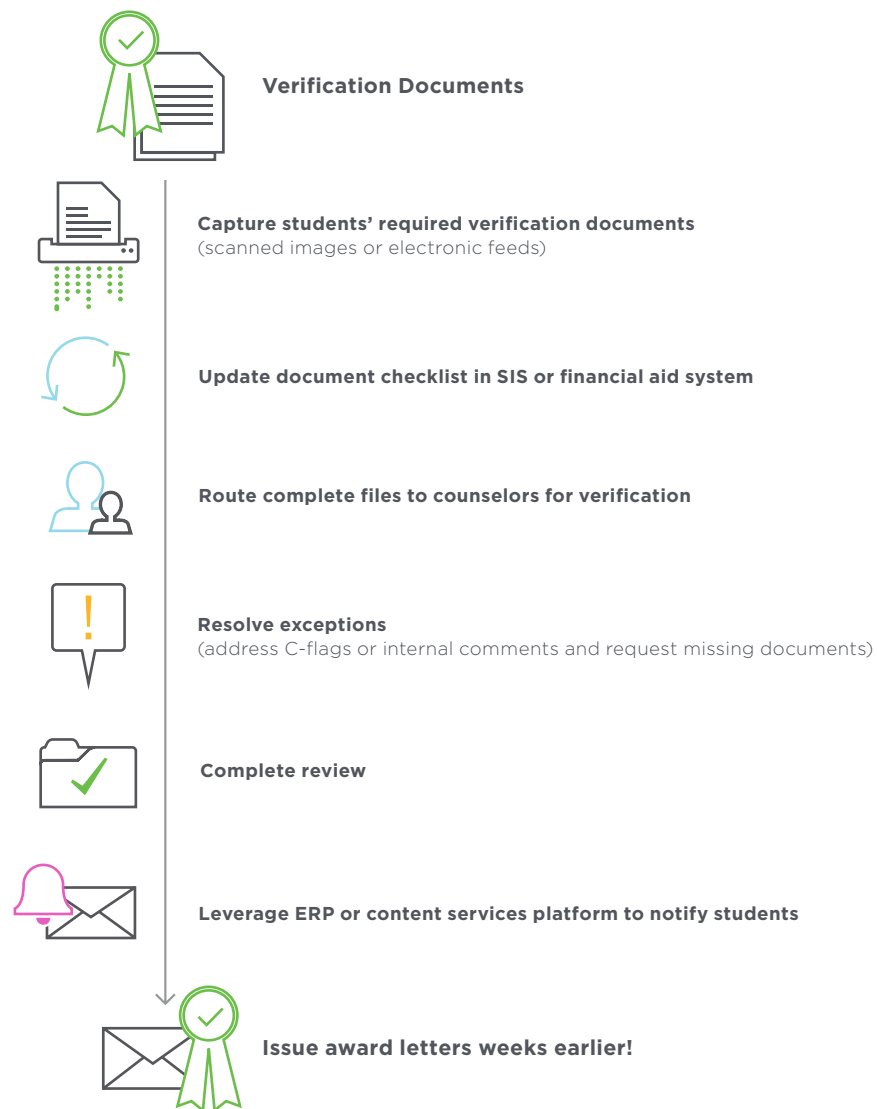 Verification Documents
Capture students’ required verification documents
(scanned images or electronic feeds)
Update document checklist in SIS or financial aid system
Route complete files to counselors for verification
!
Resolve exceptions
(address C-flags or internal comments and request missing documents)
Complete review
Leverage ERP or content services platform to notify students
Issue award letters weeks earlier!